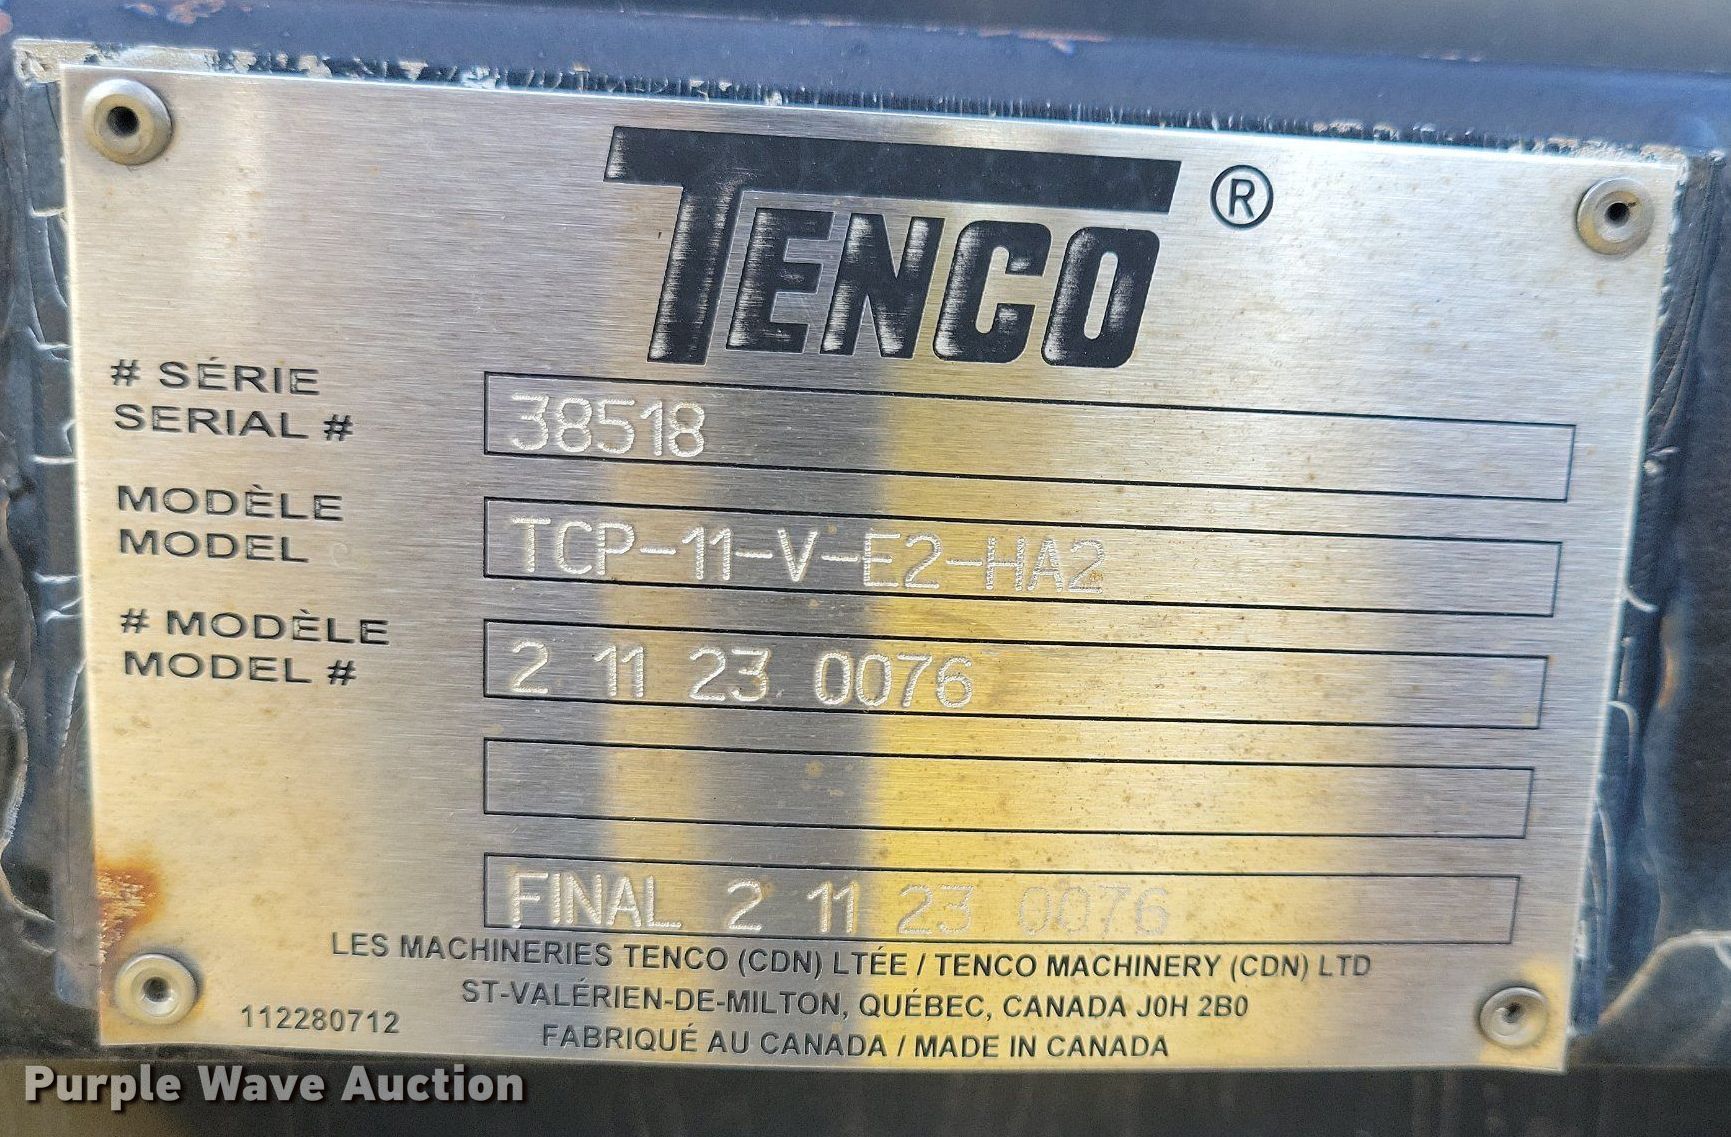 TENCO ®
# SÉRIE
SERIAL #
38518
MODÈLE
MODEL
TCP-11-V-E2-HA2
# MODÈLE
MODEL #
2 11 23 0076
FINAL 2 11 23 0076
LES MACHINERIES TENCO (CDN) LTÉE / TENCO MACHINERY (CDN) LTD
ST-VALÉRIEN-DE-MILTON, QUÉBEC, CANADA J0H 2B0
112280712
FABRIQUÉ AU CANADA / MADE IN CANADA
Purple Wave Auction